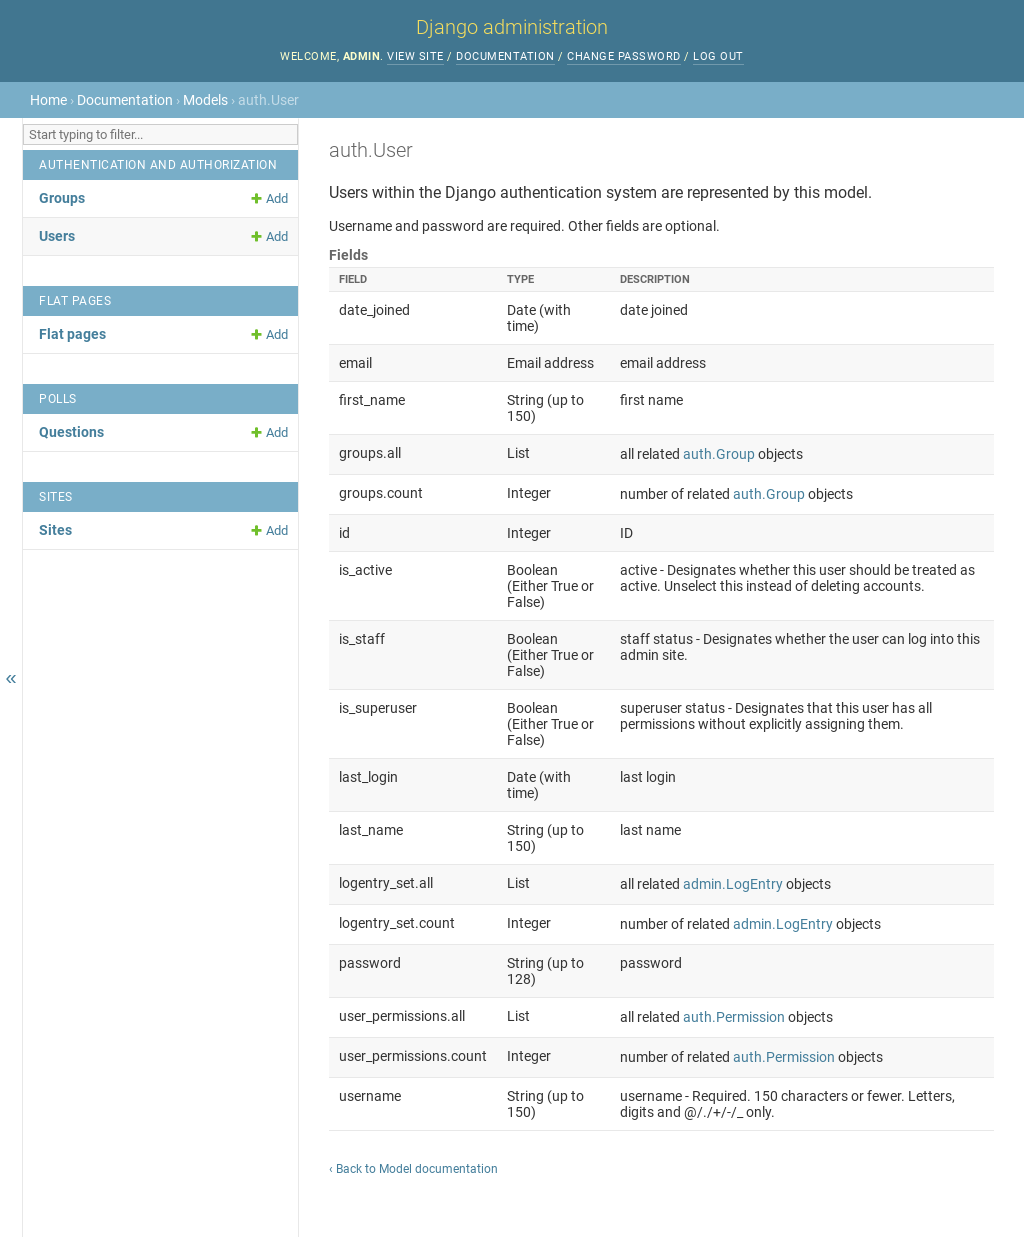 Django administration
WELCOME, ADMIN. VIEW SITE / DOCUMENTATION / CHANGE PASSWORD / LOG OUT
Home › Documentation › Models › auth.User
Start typing to filter...
AUTHENTICATION AND AUTHORIZATION
Groups Add
Users Add
FLAT PAGES
Flat pages Add
POLLS
Questions Add
SITES
Sites Add
«
auth.User
Users within the Django authentication system are represented by this model.
Username and password are required. Other fields are optional.
Fields
FIELD TYPE DESCRIPTION
date_joined Date (with date joined
time)
email Email address email address
first_name String (up to first name
150)
groups.all List all related auth.Group objects
groups.count Integer number of related auth.Group objects
id Integer ID
is_active Boolean active - Designates whether this user should be treated as
(Either True or active. Unselect this instead of deleting accounts.
False)
is_staff Boolean staff status - Designates whether the user can log into this
(Either True or admin site.
False)
is_superuser Boolean superuser status - Designates that this user has all
(Either True or permissions without explicitly assigning them.
False)
last_login Date (with last login
time)
last_name String (up to last name
150)
logentry_set.all List all related admin.LogEntry objects
logentry_set.count Integer number of related admin.LogEntry objects
password String (up to password
128)
user_permissions.all List all related auth.Permission objects
user_permissions.count Integer number of related auth.Permission objects
username String (up to username - Required. 150 characters or fewer. Letters,
150) digits and @/./+/-/_ only.
‹ Back to Model documentation